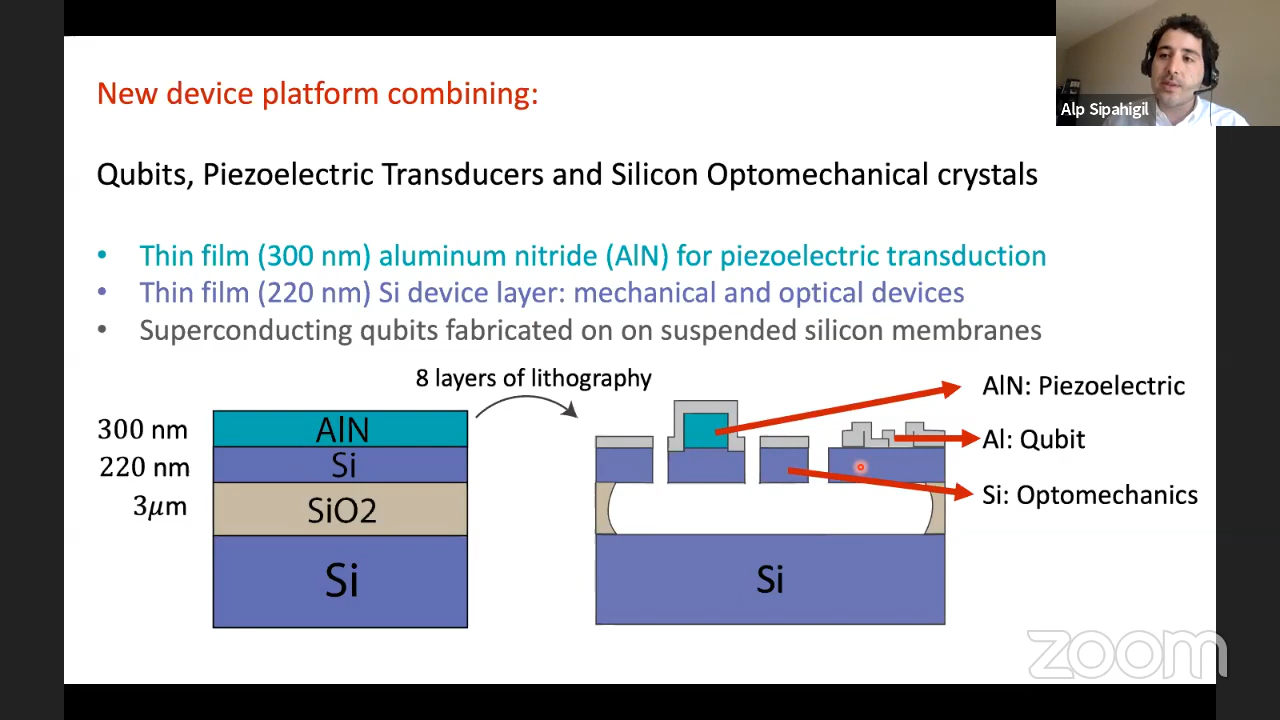 New device platform combining:
Alp Sipahigil
Qubits, Piezoelectric Transducers and Silicon Optomechanical crystals
• Thin film (300 nm) aluminum nitride (AlN) for piezoelectric transduction
• Thin film (220 nm) Si device layer: mechanical and optical devices
• Superconducting qubits fabricated on on suspended silicon membranes
8 layers of lithography
300 nm
220 nm
3μm
AlN
Si
SiO2
Si
AlN: Piezoelectric
Al: Qubit
Si: Optomechanics
Si
zoom